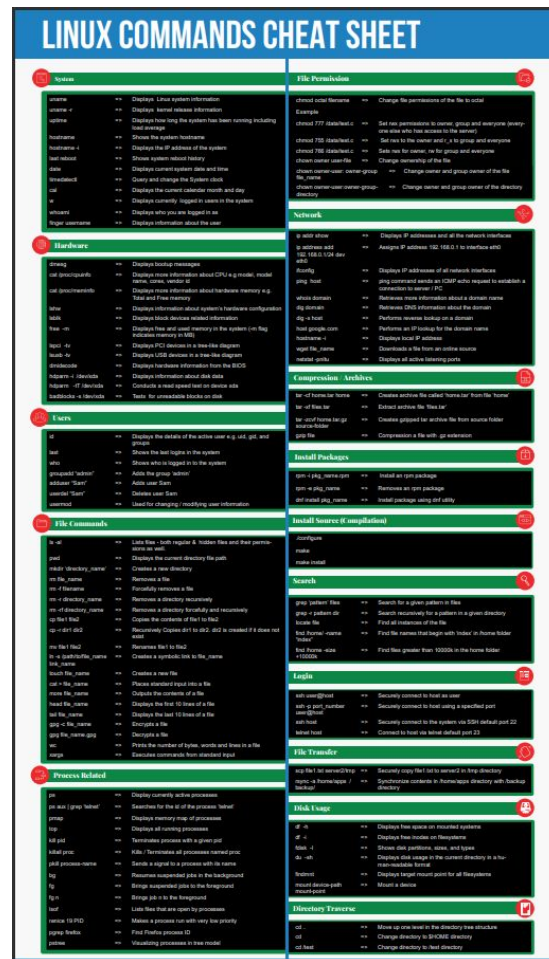 LINUX COMMANDS CHEAT SHEET
System
uname => Displays Linux system information
uname -r => Displays kernel release information
uptime => Displays how long the system has been running including
load average
hostname => Shows the system hostname
hostname -i => Displays the IP address of the system
last reboot => Shows system reboot history
date => Displays current system date and time
timedatectl => Query and change the System clock
cal => Displays the current calendar month and day
w => Displays currently logged in users in the system
whoami => Displays who you are logged in as
finger username => Displays information about the user
Hardware
dmesg => Displays bootup messages
cat /proc/cpuinfo => Displays more information about CPU e.g model, model
name, cores, vendor id
cat /proc/meminfo => Displays more information about hardware memory e.g.
Total and Free memory
lshw => Displays information about system's hardware configuration
lsblk => Displays block devices related information
free -m => Displays free and used memory in the system (-m flag
indicates memory in MB)
lspci -tv => Displays PCI devices in a tree-like diagram
lsusb -tv => Displays USB devices in a tree-like diagram
dmidecode => Displays hardware information from the BIOS
hdparm -i /dev/sda => Displays information about disk data
hdparm -tT /dev/sda => Conducts a read speed test on device sda
badblocks -s /dev/sda => Tests for unreadable blocks on disk
Users
id => Displays the details of the active user e.g. uid, gid, and
groups
last => Shows the last logins in the system
who => Shows who is logged in to the system
groupadd "admin" => Adds the group 'admin'
adduser "Sam" => Adds user Sam
userdel "Sam" => Deletes user Sam
usermod => Used for changing / modifying user information
File Commands
ls -al => Lists files - both regular & hidden files and their permis-
sions as well.
pwd => Displays the current directory file path
mkdir 'directory_name' => Creates a new directory
rm file_name => Removes a file
rm -f filename => Forcefully removes a file
rm -r directory_name => Removes a directory recursively
rm -rf directory_name => Removes a directory forcefully and recursively
cp file1 file2 => Copies the contents of file1 to file2
cp -r dir1 dir2 => Recursively Copies dir1 to dir2. dir2 is created if it does not
exist
mv file1 file2 => Renames file1 to file2
ln -s /path/to/file_name => Creates a symbolic link to file_name
link_name
touch file_name => Creates a new file
cat > file_name => Places standard input into a file
more file_name => Outputs the contents of a file
head file_name => Displays the first 10 lines of a file
tail file_name => Displays the last 10 lines of a file
gpg -c file_name => Encrypts a file
gpg file_name.gpg => Decrypts a file
wc => Prints the number of bytes, words and lines in a file
xargs => Executes commands from standard input
Process Related
ps => Display currently active processes
ps aux | grep 'telnet' => Searches for the id of the process 'telnet'
pmap => Displays memory map of processes
top => Displays all running processes
kill pid => Terminates process with a given pid
killall proc => Kills / Terminates all processes named proc
pkill process-name => Sends a signal to a process with its name
bg => Resumes suspended jobs in the background
fg => Brings suspended jobs to the foreground
fg n => Brings job n to the foreground
lsof => Lists files that are open by processes
renice 19 PID => Makes a process run with very low priority
pgrep firefox => Find Firefox process ID
pstree => Visualizing processes in tree model
File Permission
chmod octal filename => Change file permissions of the file to octal
Example
chmod 777 /data/test.c => Set rwx permissions to owner, group and everyone (every-
one else who has access to the server)
chmod 755 /data/test.c => Set rwx to the owner and r_x to group and everyone
chmod 766 /data/test.c => Sets rwx for owner, rw for group and everyone
chown owner user-file => Change ownership of the file
chown owner-user: owner-group => Change owner and group owner of the file
file_name
chown owner-user:owner-group- => Change owner and group owner of the directory
directory
Network
ip addr show => Displays IP addresses and all the network interfaces
ip address add => Assigns IP address 192.168.0.1 to interface eth0
192.168.0.1/24 dev
eth0
ifconfig => Displays IP addresses of all network interfaces
ping host => ping command sends an ICMP echo request to establish a
connection to server / PC
whois domain => Retrieves more information about a domain name
dig domain => Retrieves DNS information about the domain
dig -x host => Performs reverse lookup on a domain
host google.com => Performs an IP lookup for the domain name
hostname -i => Displays local IP address
wget file_name => Downloads a file from an online source
netstat -pnltu => Displays all active listening ports
Compression / Archives
tar -cf home.tar home => Creates archive file called 'home.tar' from file 'home'
tar -xf files.tar => Extract archive file 'files.tar'
tar -zcvf home.tar.gz => Creates gzipped tar archive file from source folder
source-folder
gzip file => Compression a file with .gz extension
Install Packages
rpm -i pkg_name.rpm => Install an rpm package
rpm -e pkg_name => Removes an rpm package
dnf install pkg_name => Install package using dnf utility
Install Source (Compilation)
./configure
make
make install
Search
grep 'pattern' files => Search for a given pattern in files
grep -r pattern dir => Search recursively for a pattern in a given directory
locate file => Find all instances of the file
find /home/ -name => Find file names that begin with 'index' in /home folder
"index"
find /home -size => Find files greater than 10000k in the home folder
+10000k
Login
ssh user@host => Securely connect to host as user
ssh -p port_number => Securely connect to host using a specified port
user@host
ssh host => Securely connect to the system via SSH default port 22
telnet host => Connect to host via telnet default port 23
File Transfer
scp file1.txt server2/tmp => Securely copy file1.txt to server2 in /tmp directory
rsync -a /home/apps / => Synchronize contents in /home/apps directory with /backup
backup/ directory
Disk Usage
df -h => Displays free space on mounted systems
df -i => Displays free inodes on filesystems
fdisk -l => Shows disk partitions, sizes, and types
du -sh => Displays disk usage in the current directory in a hu-
man-readable format
findmnt => Displays target mount point for all filesystems
mount device-path => Mount a device
mount-point
Directory Traverse
cd .. => Move up one level in the directory tree structure
cd => Change directory to $HOME directory
cd /test => Change directory to /test directory